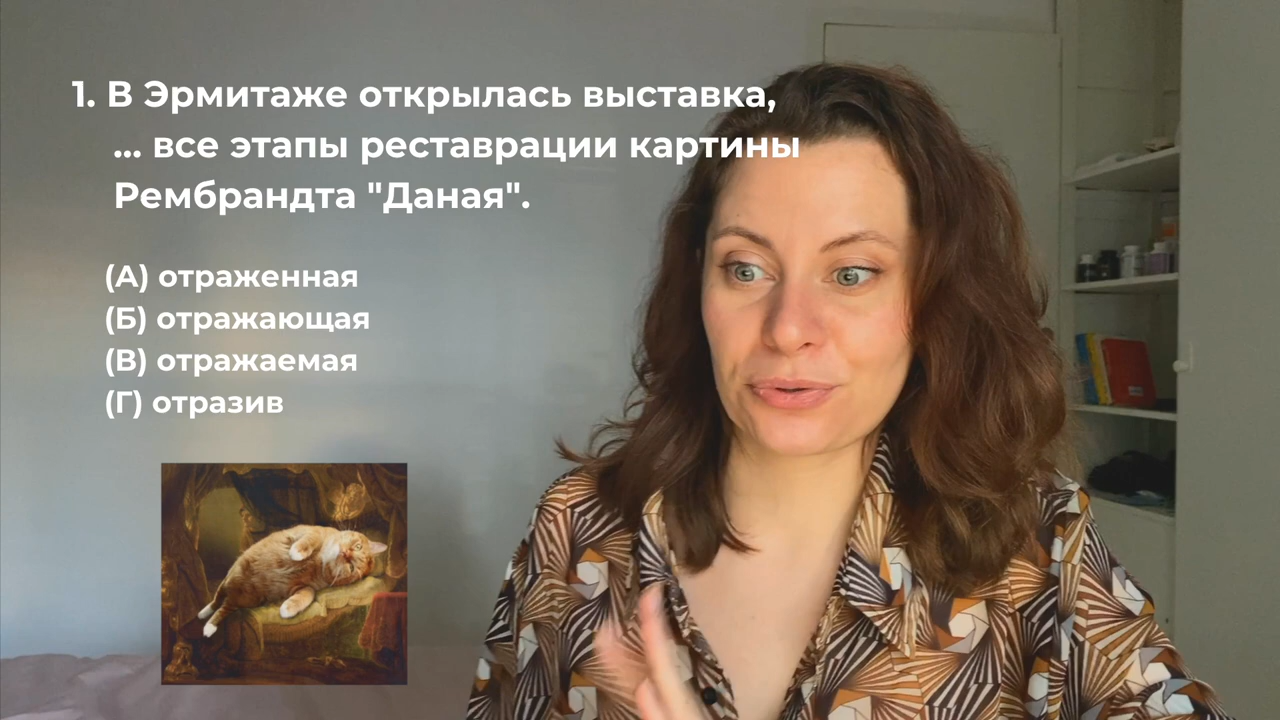 1. В Эрмитаже открылась выставка,
... все этапы реставрации картины
Рембрандта "Даная".
(А) отраженная
(Б) отражающая
(В) отражаемая
(Г) отразив